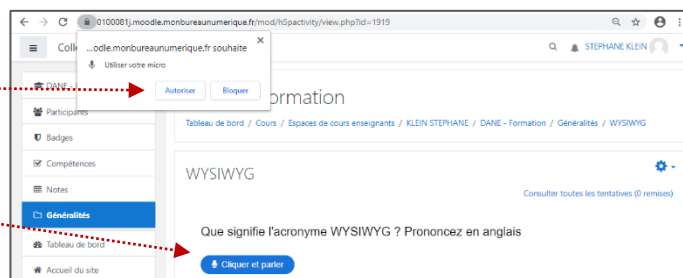 0100081j.moodle.monbureaunumerique.fr/mod/h5pactivity/view.php?id=1919
Coll
STEPHANE KLEIN
...odle.monbureaunumerique.fr souhaite
Utiliser votre micro
Autoriser Bloquer
DANE -
ormation
Participants
Tableau de bord / Cours / Espaces de cours enseignants / KLEIN STEPHANE / DANE - Formation / Généralités / WYSIWYG
Badges
Compétences
WYSIWYG
Notes
Consulter toutes les tentatives (0 remises)
Généralités
Que signifie l'acronyme WYSIWYG ? Prononcez en anglais
Tableau de bord
Cliquer et parler
Accueil du site